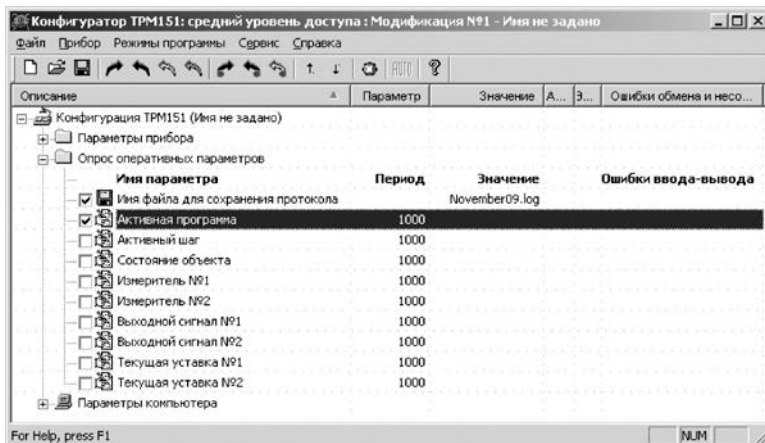 Конфигуратор ТРМ151: средний уровень доступа : Модификация №1 - Имя не задано
Файл Прибор Режимы программы Сервис Справка
AUTO
Описание Параметр Значение А... Э... Ошибки обмена и несо...
Конфигурация ТРМ151 (Имя не задано)
Параметры прибора
Опрос оперативных параметров
Имя параметра Период Значение Ошибки ввода-вывода
Имя файла для сохранения протокола November09.log
Активная программа 1000
Активный шаг 1000
Состояние объекта 1000
Измеритель №1 1000
Измеритель №2 1000
Выходной сигнал №1 1000
Выходной сигнал №2 1000
Текущая уставка №1 1000
Текущая уставка №2 1000
Параметры компьютера
For Help, press F1 NUM